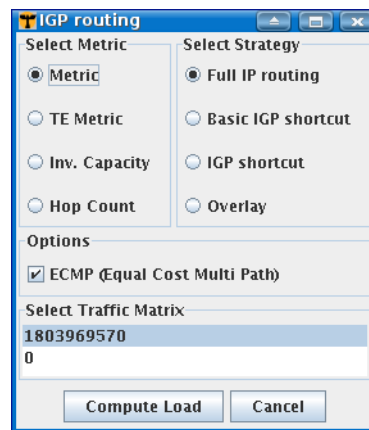 IGP routing
Select Metric
Metric
TE Metric
Inv. Capacity
Hop Count
Select Strategy
Full IP routing
Basic IGP shortcut
IGP shortcut
Overlay
Options
ECMP (Equal Cost Multi Path)
Select Traffic Matrix
1803969570
0
Compute Load
Cancel